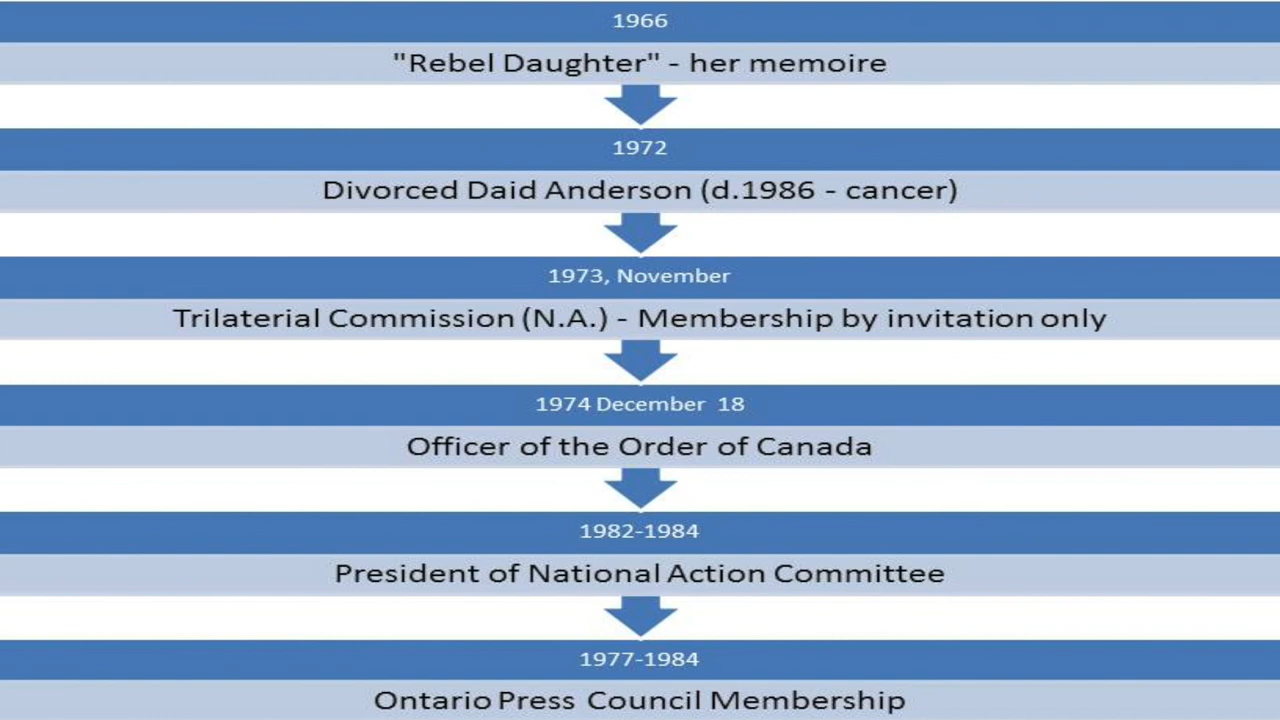 1966
"Rebel Daughter" - her memoire
1972
Divorced Daid Anderson (d.1986 - cancer)
1973, November
Trilaterial Commission (N.A.) - Membership by invitation only
1974 December 18
Officer of the Order of Canada
1982-1984
President of National Action Committee
1977-1984
Ontario Press Council Membership